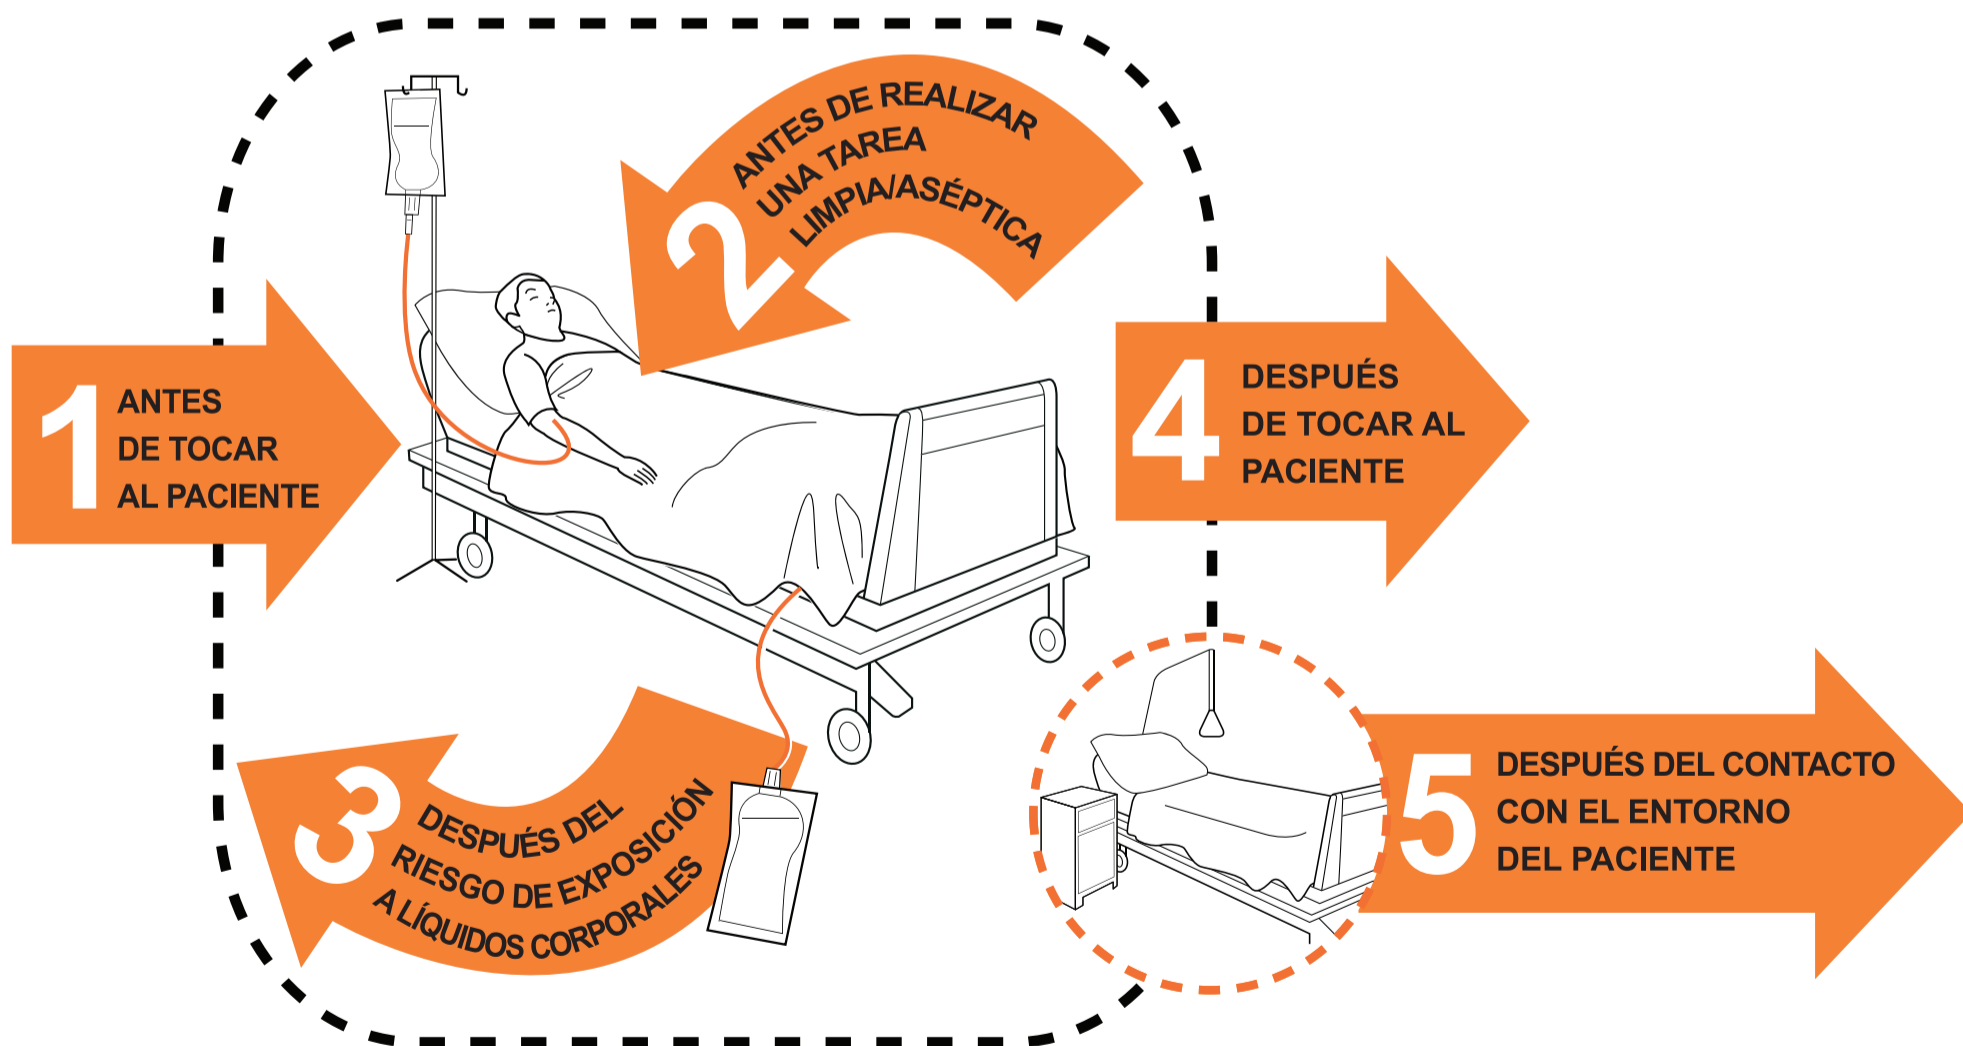 1
ANTES
DE TOCAR
AL PACIENTE
2
ANTES DE REALIZAR
UNA TAREA
LIMPIA/ASÉPTICA
3
DESPUÉS DEL
RIESGO DE EXPOSICIÓN
A LÍQUIDOS CORPORALES
4
DESPUÉS
DE TOCAR AL
PACIENTE
5
DESPUÉS DEL CONTACTO
CON EL ENTORNO
DEL PACIENTE